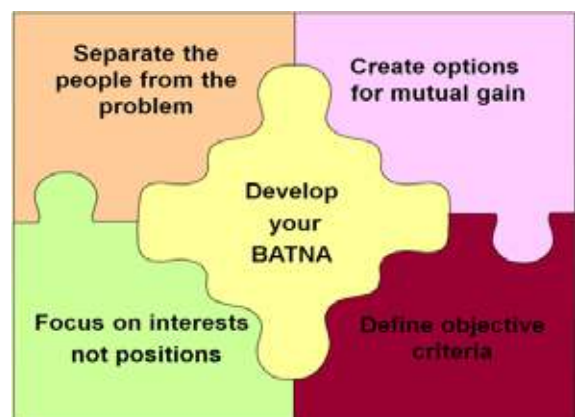 Separate the
people from the
problem
Create options
for mutual gain
Develop
your
BATNA
Focus on interests
not positions
Define objective
criteria